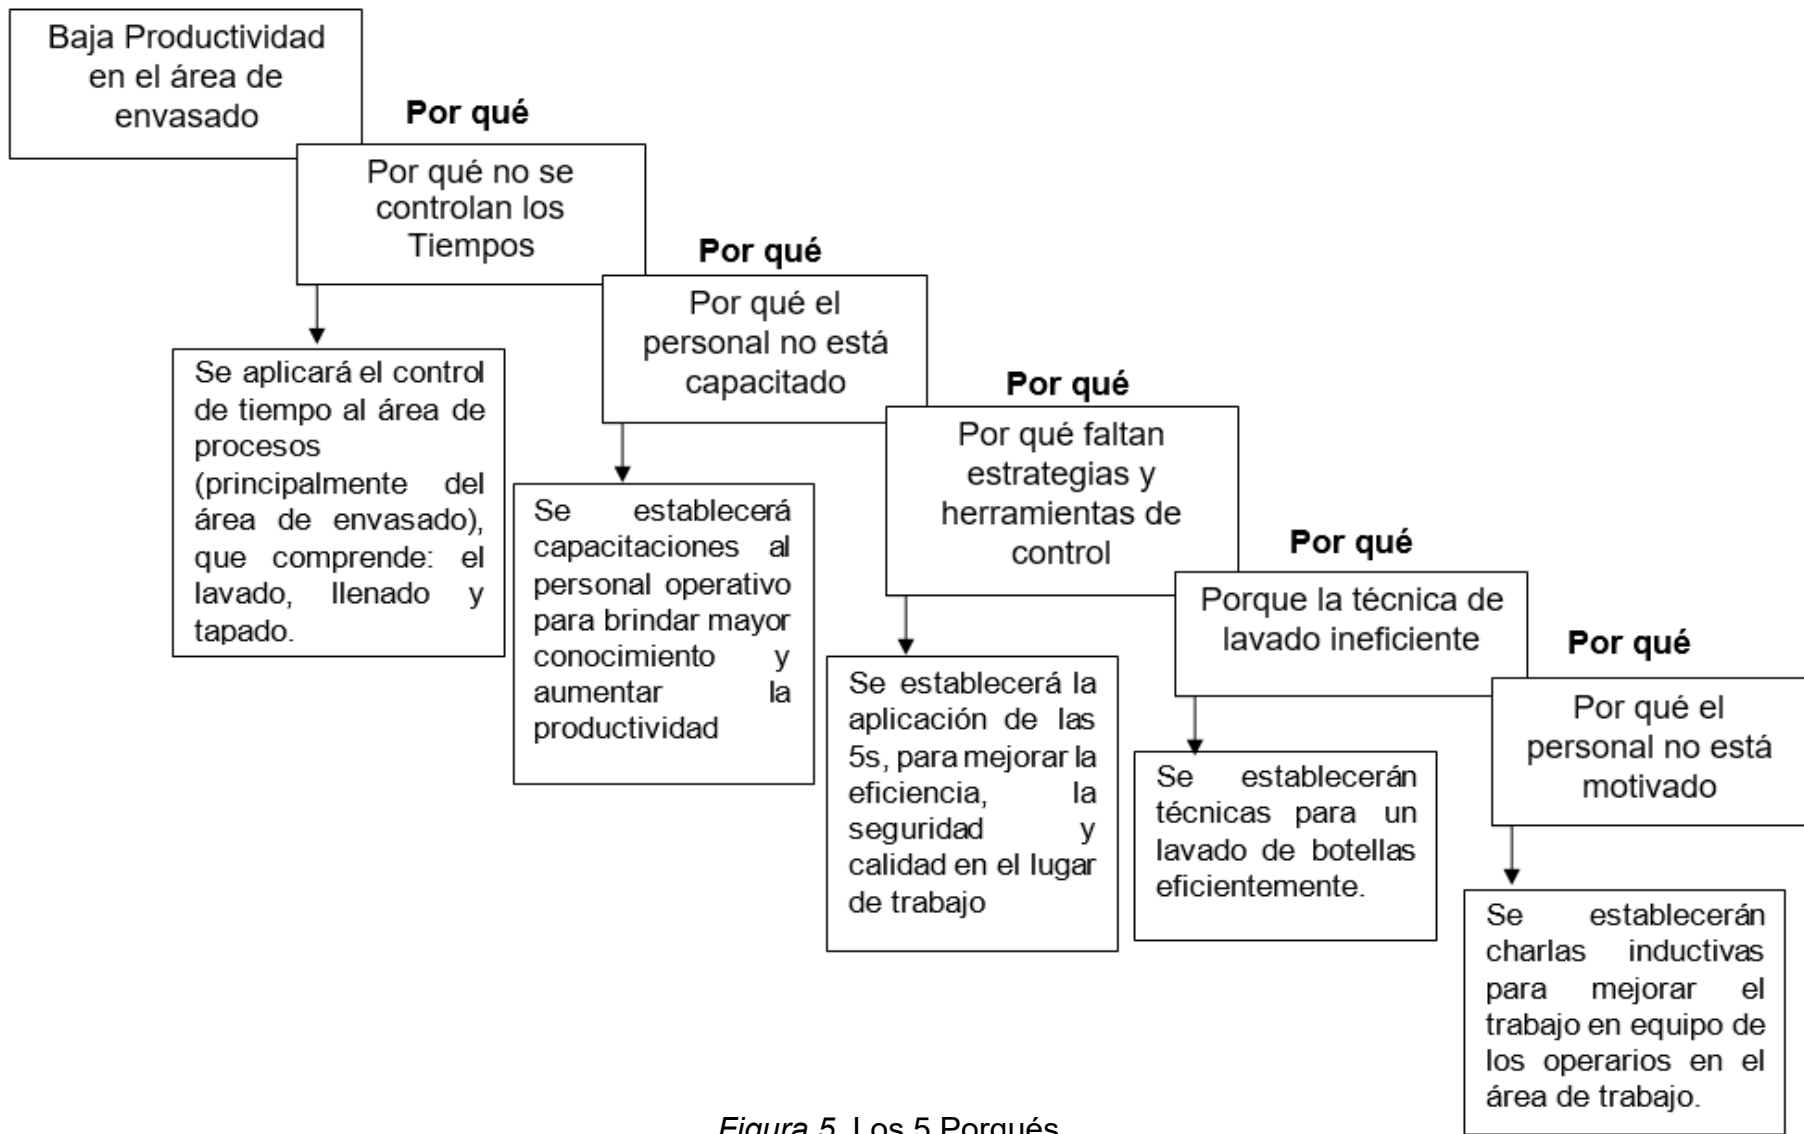 Baja Productividad
en el área de
envasado
Por qué
Por qué no se
controlan los
Tiempos
Se aplicará el control
de tiempo al área de
procesos
(principalmente del
área de envasado),
que comprende: el
lavado, llenado y
tapado.
Por qué
Por qué el
personal no está
capacitado
Se establecerá
capacitaciones al
personal operativo
para brindar mayor
conocimiento y
aumentar la
productividad
Por qué
Por qué faltan
estrategias y
herramientas de
control
Se establecerá la
aplicación de las
5s, para mejorar la
eficiencia, la
seguridad y
calidad en el lugar
de trabajo
Por qué
Porque la técnica de
lavado ineficiente
Se establecerán
técnicas para un
lavado de botellas
eficientemente.
Por qué
Por qué el
personal no está
motivado
Se establecerán
charlas inductivas
para mejorar el
trabajo en equipo de
los operarios en el
área de trabajo.
Figura 5. Los 5 Porqués